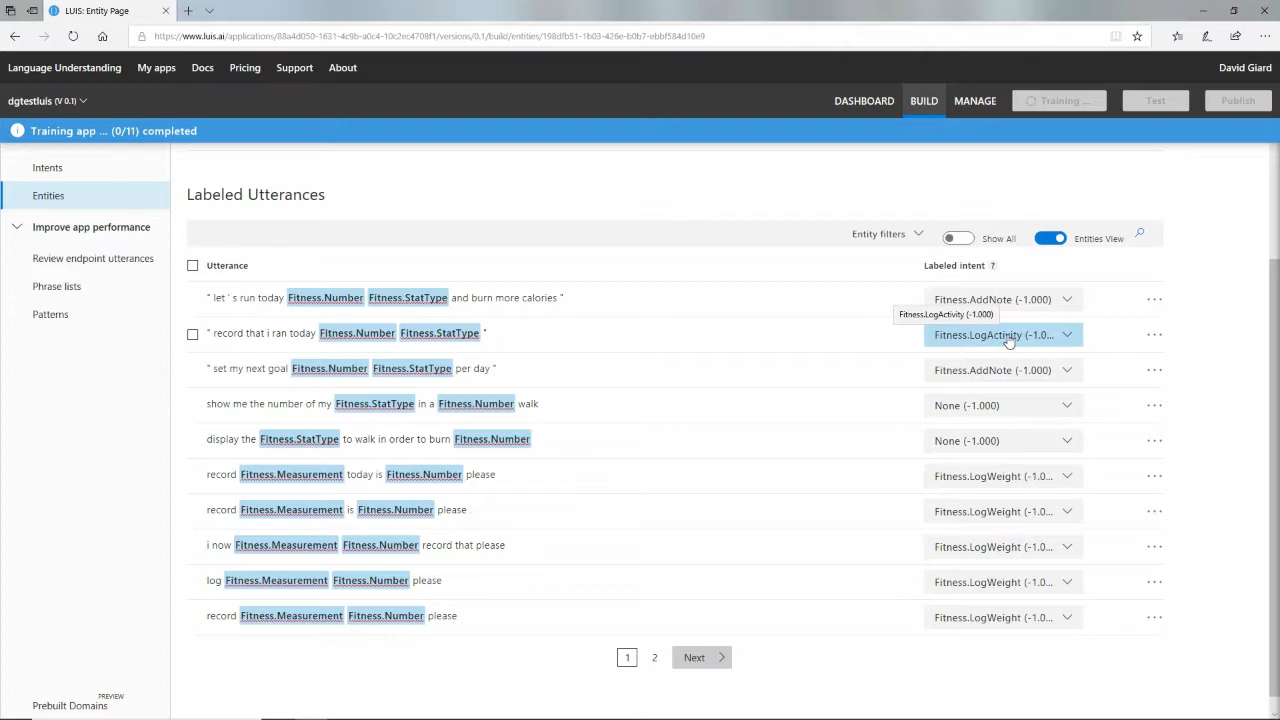 LUIS: Entity Page
https://www.luis.ai/applications/88a4d050-1631-4c9b-a0c4-10c2ec4708f1/versions/0.1/build/entities/198dfb51-1b03-426e-b0b7-ebbf584d10e9
Language Understanding My apps Docs Pricing Support About David Giard
dgtestluis (V 0.1) DASHBOARD BUILD MANAGE Training ... Test Publish
Training app ... (0/11) completed
Intents
Entities
Improve app performance
Review endpoint utterances
Phrase lists
Patterns
PREVIEW
Prebuilt Domains
Labeled Utterances
Entity filters Show All Entities View
Utterance Labeled intent ?
" let ' s run today Fitness.Number Fitness.StatType and burn more calories " Fitness.AddNote (-1.000)
Fitness.LogActivity (-1.000)
" record that i ran today Fitness.Number Fitness.StatType " Fitness.LogActivity (-1.0...
" set my next goal Fitness.Number Fitness.StatType per day " Fitness.AddNote (-1.000)
show me the number of my Fitness.StatType in a Fitness.Number walk None (-1.000)
display the Fitness.StatType to walk in order to burn Fitness.Number None (-1.000)
record Fitness.Measurement today is Fitness.Number please Fitness.LogWeight (-1.0...
record Fitness.Measurement is Fitness.Number please Fitness.LogWeight (-1.0...
i now Fitness.Measurement Fitness.Number record that please Fitness.LogWeight (-1.0...
log Fitness.Measurement Fitness.Number please Fitness.LogWeight (-1.0...
record Fitness.Measurement Fitness.Number please Fitness.LogWeight (-1.0...
1 2 Next